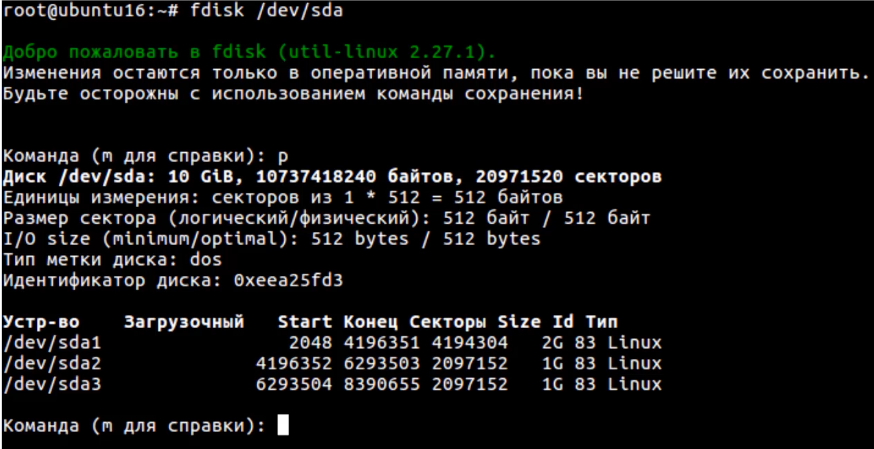 root@ubuntu16:~# fdisk /dev/sda
Добро пожаловать в fdisk (util-linux 2.27.1).
Изменения остаются только в оперативной памяти, пока вы не решите их сохранить.
Будьте осторожны с использованием команды сохранения!
Команда (m для справки): p
Диск /dev/sda: 10 GiB, 10737418240 байтов, 20971520 секторов
Единицы измерения: секторов из 1 * 512 = 512 байтов
Размер сектора (логический/физический): 512 байт / 512 байт
I/O size (minimum/optimal): 512 bytes / 512 bytes
Тип метки диска: dos
Идентификатор диска: 0xeea25fd3
Устр-во    Загрузочный   Start Конец Секторы Size Id Тип
/dev/sda1                 2048 4196351 4194304   2G 83 Linux
/dev/sda2              4196352 6293503 2097152   1G 83 Linux
/dev/sda3              6293504 8390655 2097152   1G 83 Linux
Команда (m для справки):